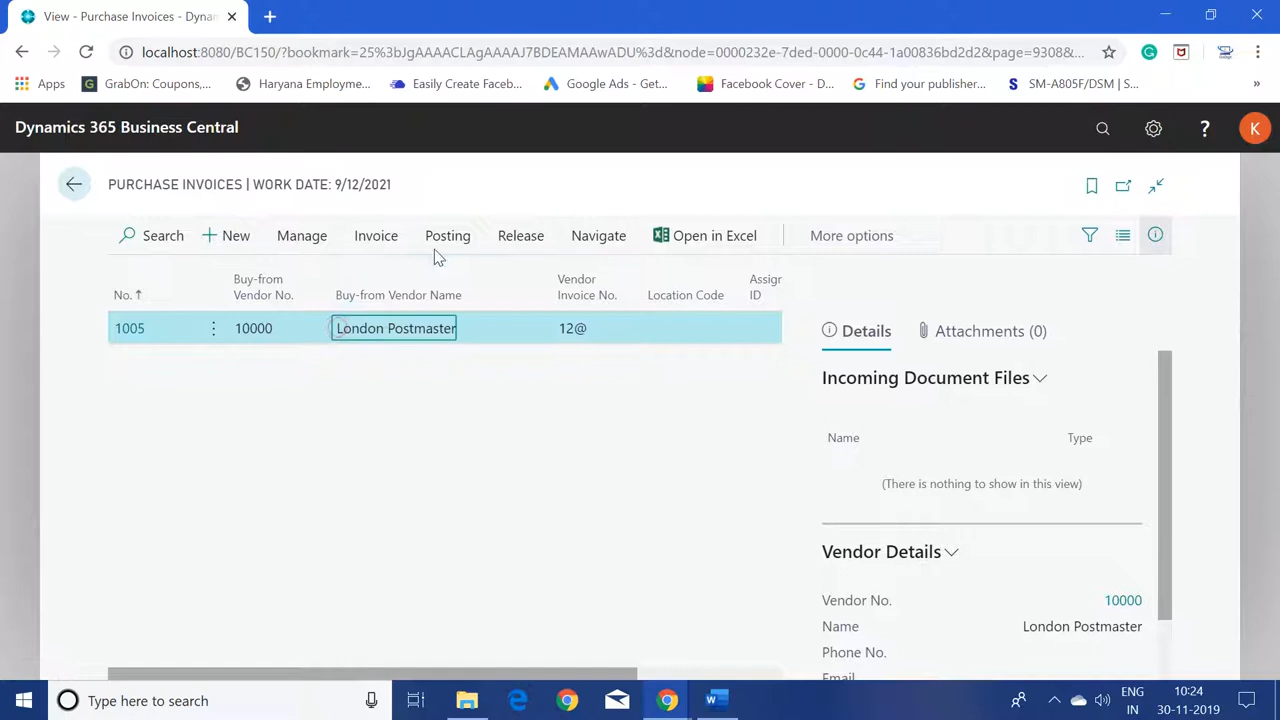 View - Purchase Invoices - Dynan
localhost:8080/BC150/?bookmark=25%3bJgAAAACLAgAAAAJ7BDEAMAAwADU%3d&node=0000232e-7ded-0000-0c44-1a00836bd2d2&page=9308&...
Apps GrabOn: Coupons,... Haryana Employme... Easily Create Faceb... Google Ads - Get... Facebook Cover - D... Find your publisher... SM-A805F/DSM | S... »
Dynamics 365 Business Central ? K
PURCHASE INVOICES | WORK DATE: 9/12/2021
Search + New Manage Invoice Posting Release Navigate Open in Excel More options
No. ↑ Buy-from Vendor No. Buy-from Vendor Name Vendor Invoice No. Location Code Assigr ID
1005 10000 London Postmaster 12@
Details Attachments (0)
Incoming Document Files
Name Type
(There is nothing to show in this view)
Vendor Details
Vendor No. 10000
Name London Postmaster
Phone No.
Email
Type here to search
ENG
IN
10:24
30-11-2019